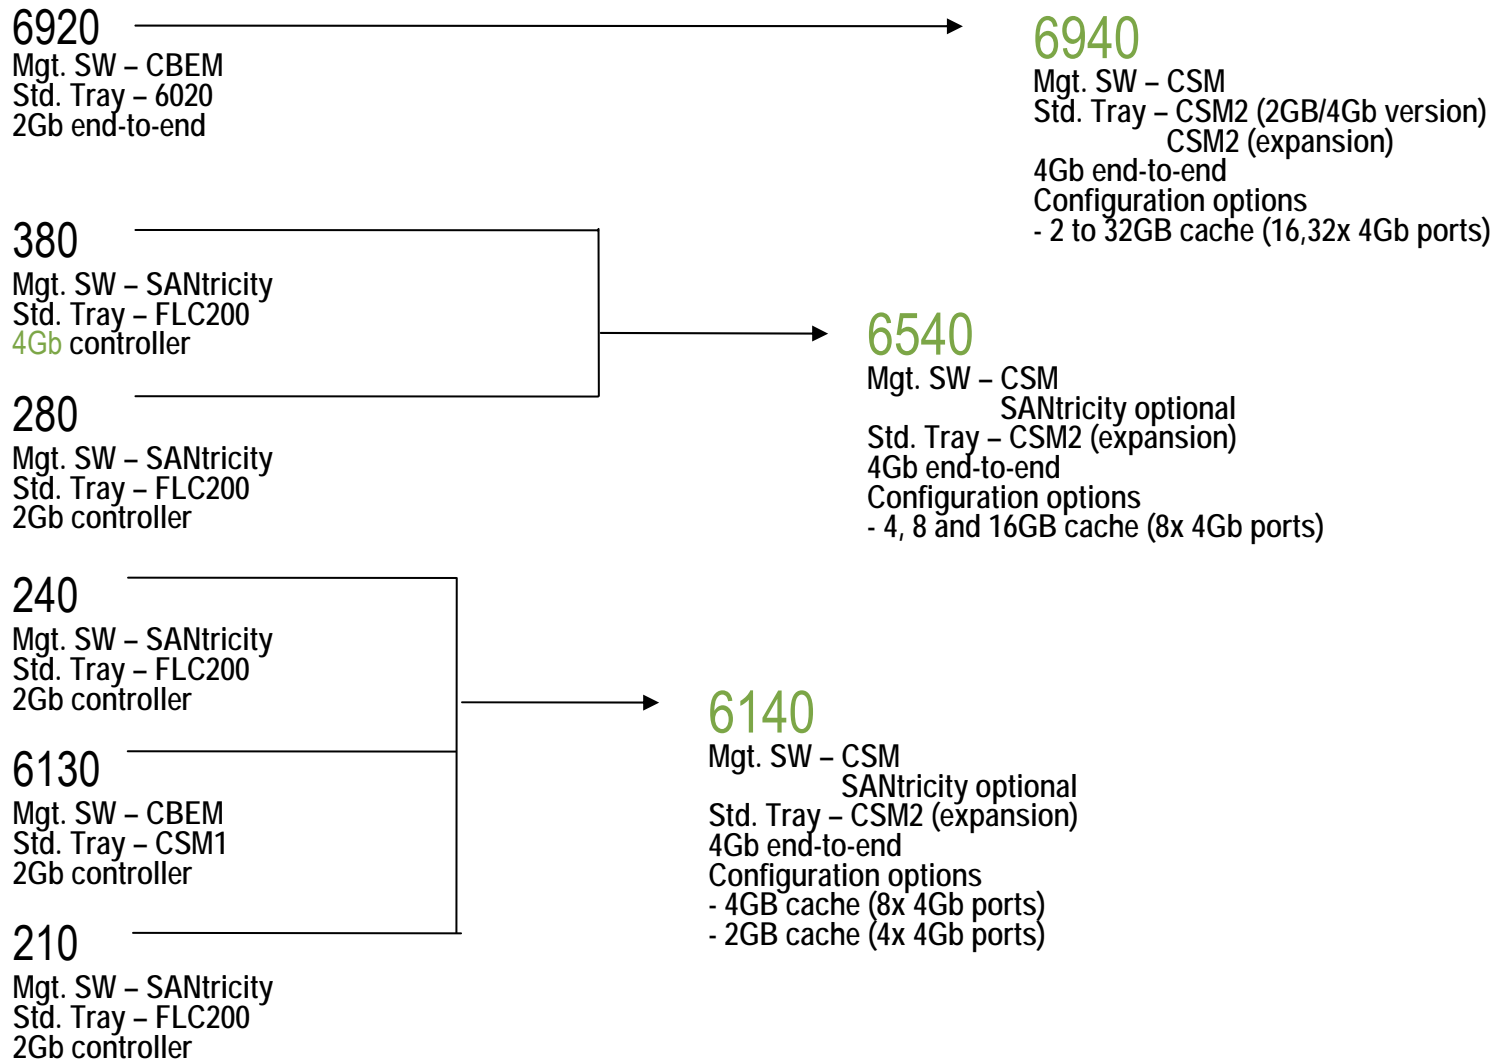 6920
Mgt. SW – CBEM
Std. Tray – 6020
2Gb end-to-end
6940
Mgt. SW – CSM
Std. Tray – CSM2 (2GB/4Gb version)
CSM2 (expansion)
4Gb end-to-end
Configuration options
- 2 to 32GB cache (16,32x 4Gb ports)
380
Mgt. SW – SANtricity
Std. Tray – FLC200
4Gb controller
280
Mgt. SW – SANtricity
Std. Tray – FLC200
2Gb controller
6540
Mgt. SW – CSM
SANtricity optional
Std. Tray – CSM2 (expansion)
4Gb end-to-end
Configuration options
- 4, 8 and 16GB cache (8x 4Gb ports)
240
Mgt. SW – SANtricity
Std. Tray – FLC200
2Gb controller
6130
Mgt. SW – CBEM
Std. Tray – CSM1
2Gb controller
210
Mgt. SW – SANtricity
Std. Tray – FLC200
2Gb controller
6140
Mgt. SW – CSM
SANtricity optional
Std. Tray – CSM2 (expansion)
4Gb end-to-end
Configuration options
- 4GB cache (8x 4Gb ports)
- 2GB cache (4x 4Gb ports)